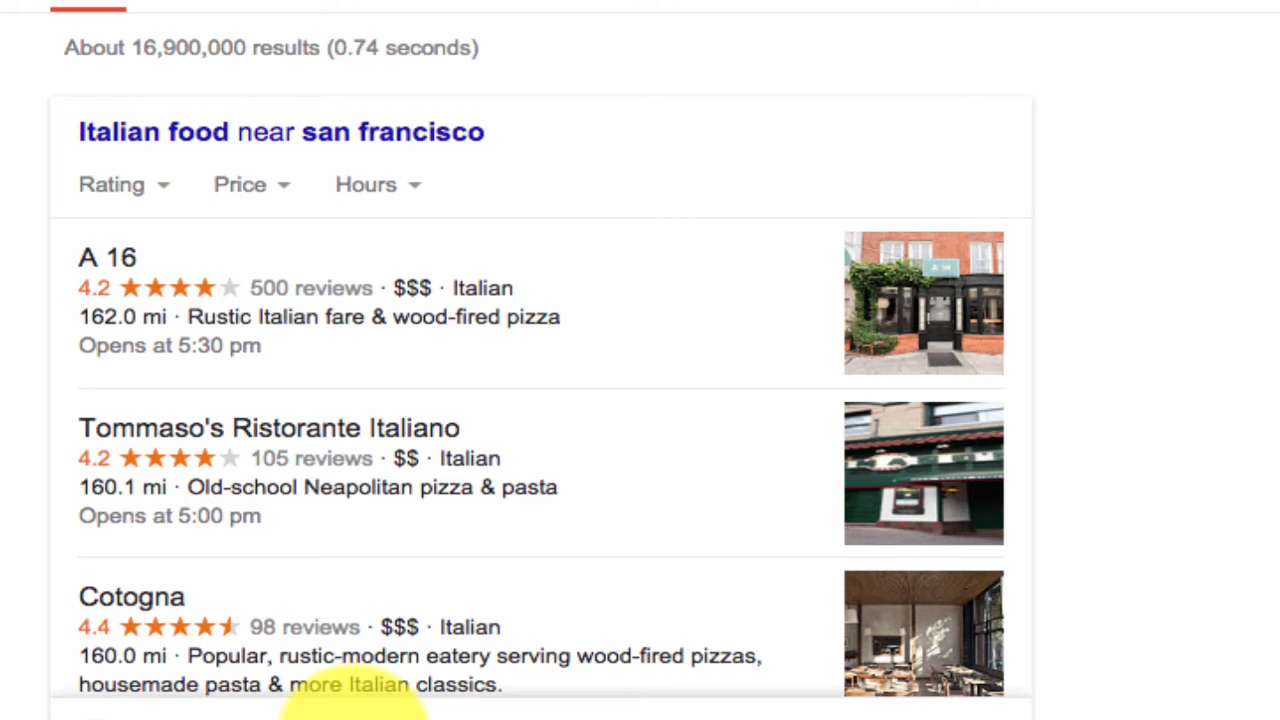 About 16,900,000 results (0.74 seconds)
Italian food near san francisco
Rating Price Hours
A 16
4.2 500 reviews · $$$ · Italian
162.0 mi · Rustic Italian fare & wood-fired pizza
Opens at 5:30 pm
Tommaso's Ristorante Italiano
4.2 105 reviews · $$ · Italian
160.1 mi · Old-school Neapolitan pizza & pasta
Opens at 5:00 pm
Cotogna
4.4 98 reviews · $$$ · Italian
160.0 mi · Popular, rustic-modern eatery serving wood-fired pizzas,
housemade pasta & more Italian classics.